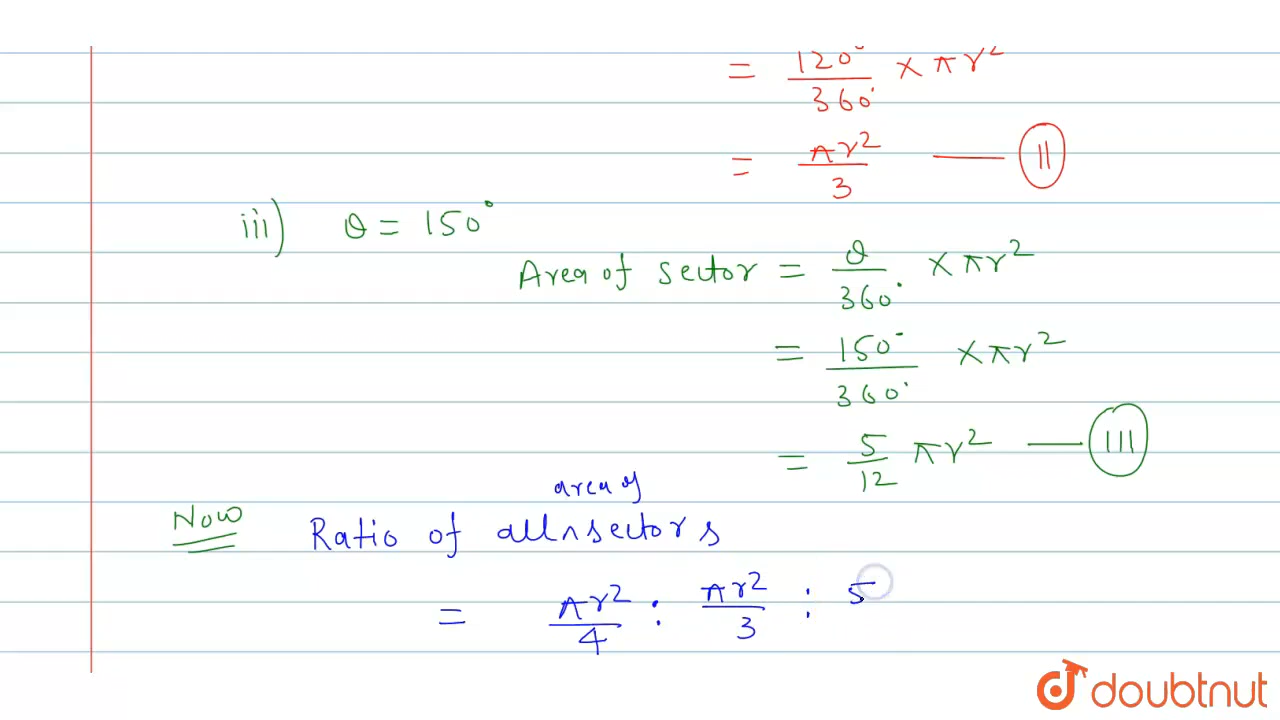 = 120°/360° × πr²
= πr²/3 —— II
iii) θ = 150°
Area of sector = θ/360° × πr²
= 150°/360° × πr²
= 5/12 πr² —— III
area of
Now Ratio of all ∧ sectors
= πr²/4 : πr²/3 : 5
doubtnut